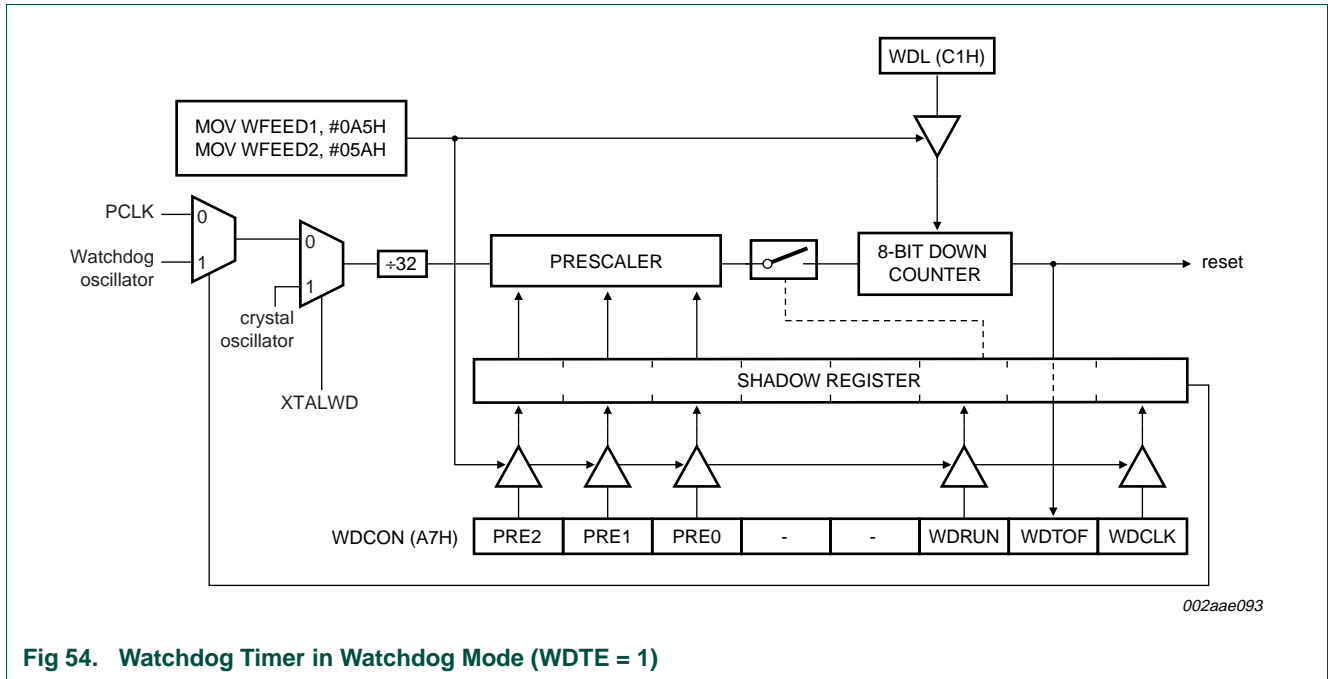 WDL (C1H)
MOV WFEED1, #0A5H
MOV WFEED2, #05AH
PCLK
0
Watchdog
oscillator
1
0
1
crystal
oscillator
XTALWD
÷32
PRESCALER
8-BIT DOWN
COUNTER
reset
SHADOW REGISTER
WDCON (A7H)
PRE2
PRE1
PRE0
-
-
WDRUN
WDTOF
WDCLK
002aae093
Fig 54. Watchdog Timer in Watchdog Mode (WDTE = 1)